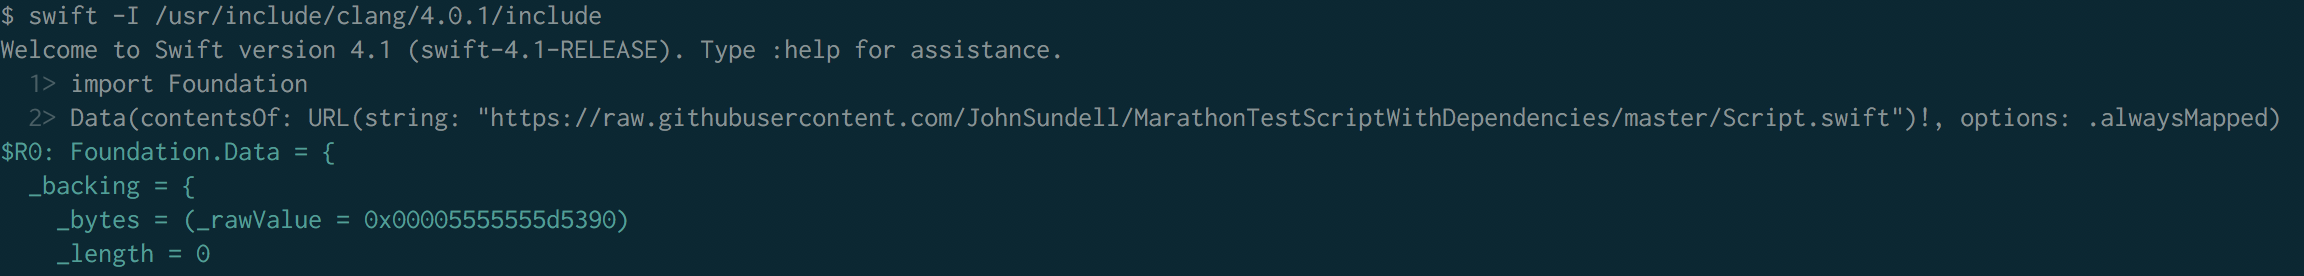 $ swift -I /usr/include/clang/4.0.1/include
Welcome to Swift version 4.1 (swift-4.1-RELEASE). Type :help for assistance.
  1> import Foundation
  2> Data(contentsOf: URL(string: "https://raw.githubusercontent.com/JohnSundell/MarathonTestScriptWithDependencies/master/Script.swift")!, options: .alwaysMapped)
$R0: Foundation.Data = {
  _backing = {
    _bytes = (_rawValue = 0x00005555555d5390)
    _length = 0